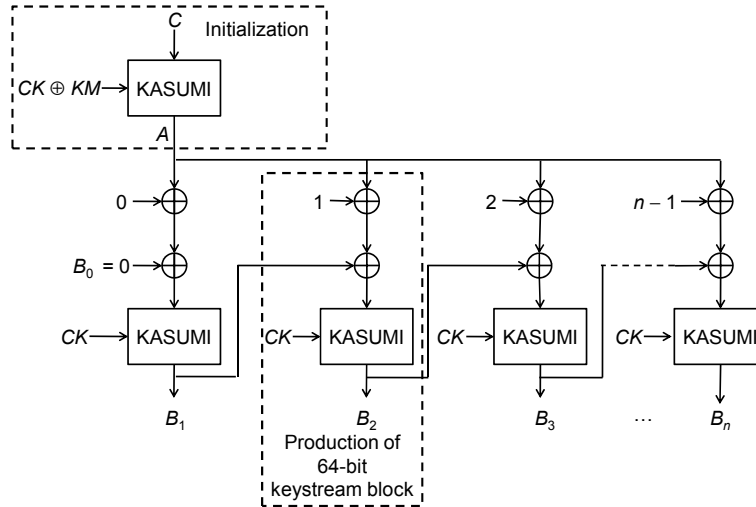 C
Initialization
CK ⊕ KM
KASUMI
A
0
1
2
n – 1
B0 = 0
CK
KASUMI
CK
KASUMI
CK
KASUMI
CK
KASUMI
B1
B2
B3
...
Bn
Production of
64-bit
keystream block